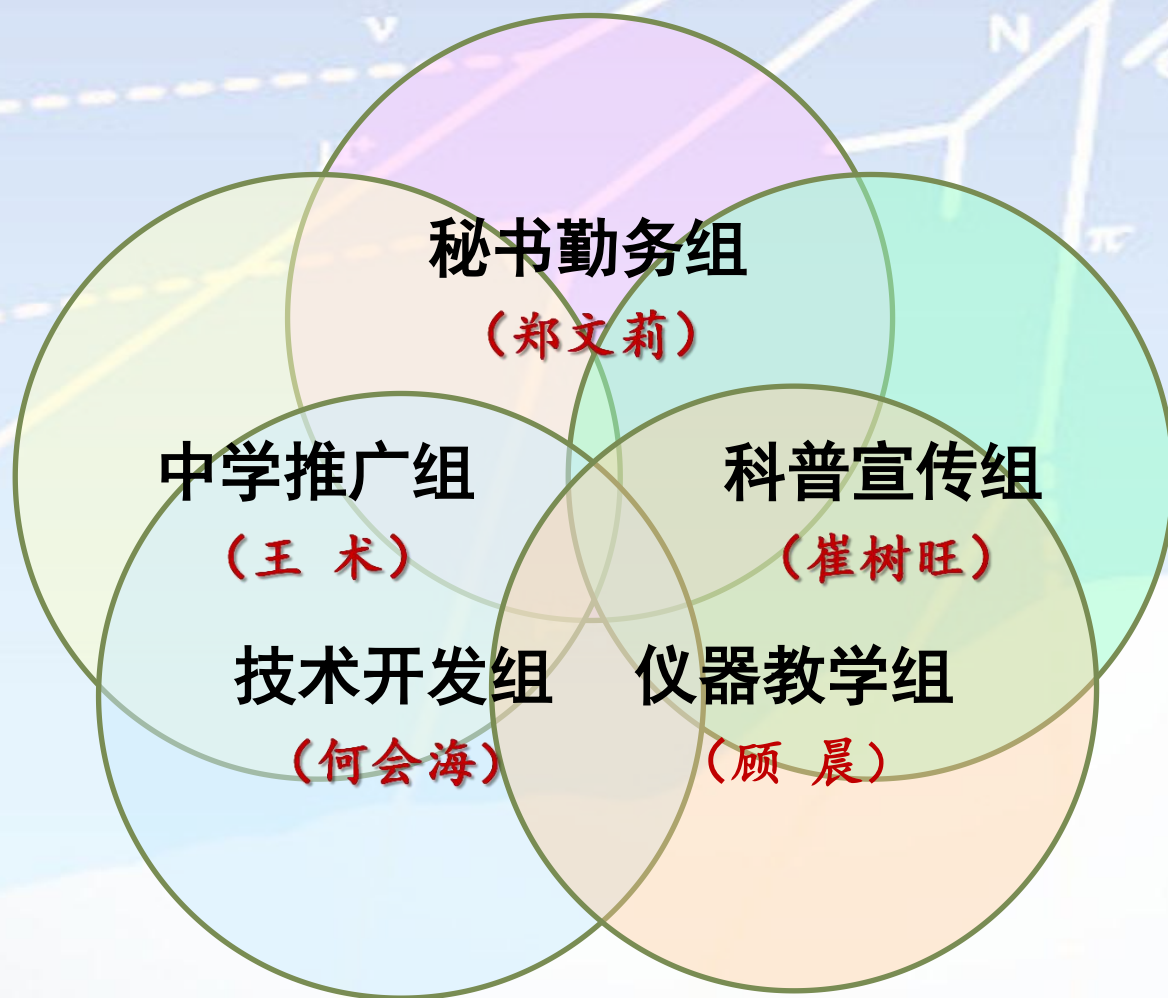 ν
N
K⁺
π
秘书勤务组
（郑文莉）
中学推广组
科普宣传组
（王 术）
（崔树旺）
技术开发组
仪器教学组
（何会海）
（顾 晨）